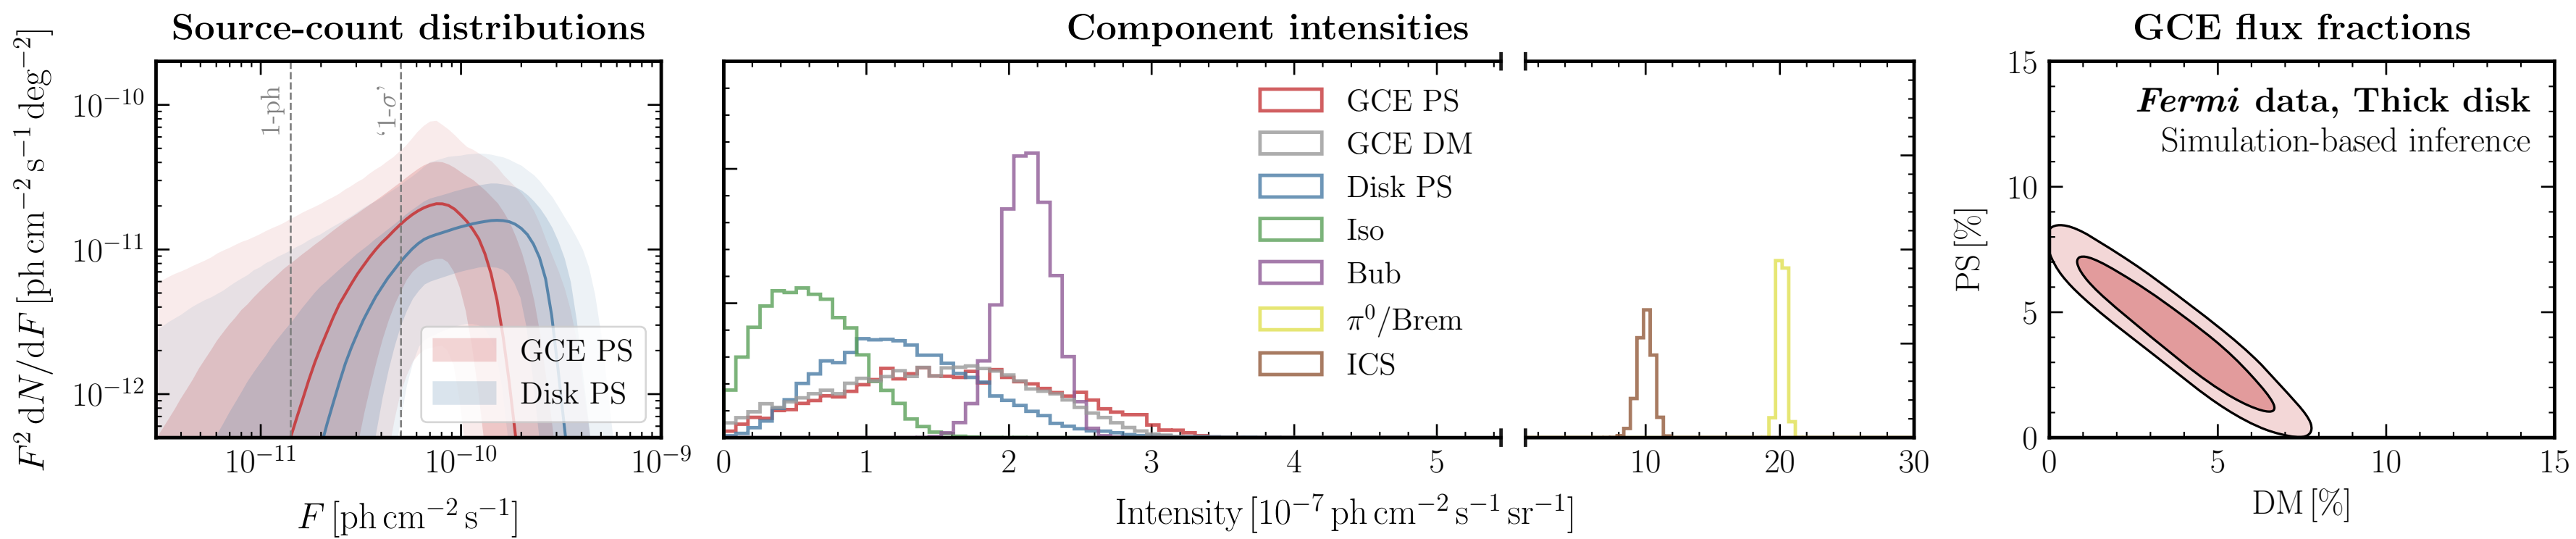 Source-count distributions
F² dN/dF [ph cm⁻² s⁻¹ deg⁻²]
10⁻¹⁰
10⁻¹¹
10⁻¹²
1-ph
‘1-σ’
GCE PS
Disk PS
10⁻¹¹ 10⁻¹⁰ 10⁻⁹
F [ph cm⁻² s⁻¹]
Component intensities
GCE PS
GCE DM
Disk PS
Iso
Bub
π⁰/Brem
ICS
0 1 2 3 4 5 10 20 30
Intensity [10⁻⁷ ph cm⁻² s⁻¹ sr⁻¹]
GCE flux fractions
Fermi data, Thick disk
Simulation-based inference
PS [%]
15
10
5
0
0 5 10 15
DM [%]